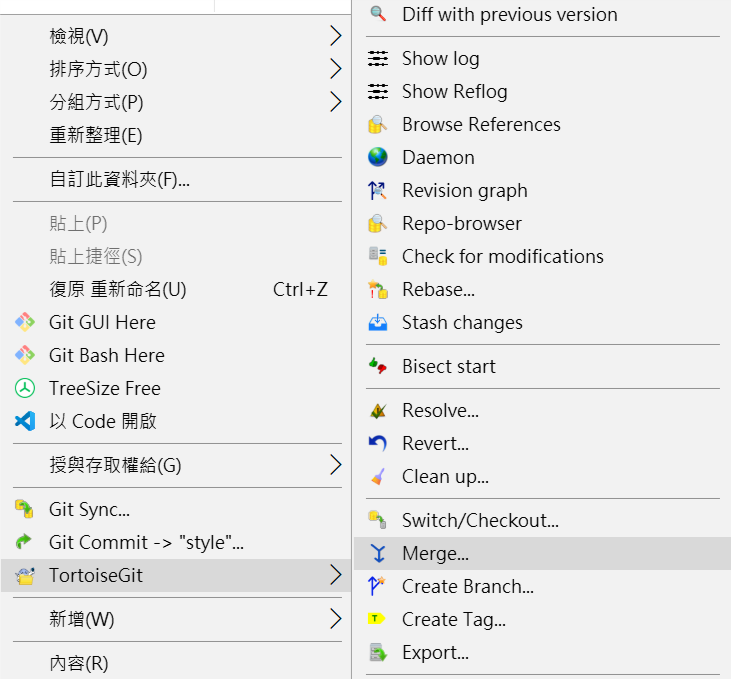 檢視(V)
排序方式(O)
分組方式(P)
重新整理(E)
自訂此資料夾(F)...
貼上(P)
貼上捷徑(S)
復原 重新命名(U) Ctrl+Z
Git GUI Here
Git Bash Here
TreeSize Free
以 Code 開啟
授與存取權給(G)
Git Sync...
Git Commit -> "style"...
TortoiseGit
新增(W)
內容(R)
Diff with previous version
Show log
Show Reflog
Browse References
Daemon
Revision graph
Repo-browser
Check for modifications
Rebase...
Stash changes
Bisect start
Resolve...
Revert...
Clean up...
Switch/Checkout...
Merge...
Create Branch...
Create Tag...
Export...